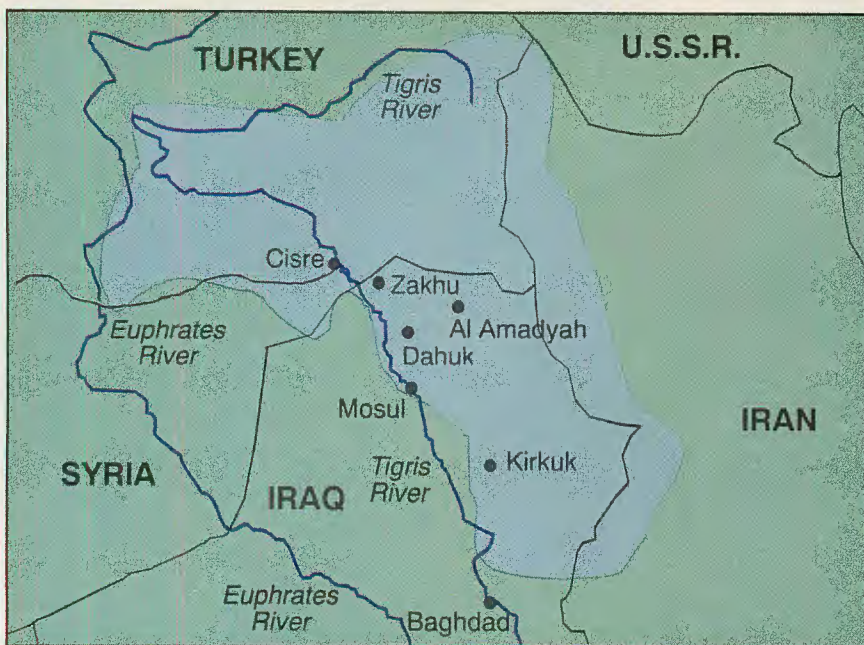 TURKEY
U.S.S.R.
Tigris
River
Cisre
Zakhu
Al Amadyah
Euphrates
River
Dahuk
Mosul
IRAN
SYRIA
Tigris
River
Kirkuk
IRAQ
Euphrates
River
Baghdad